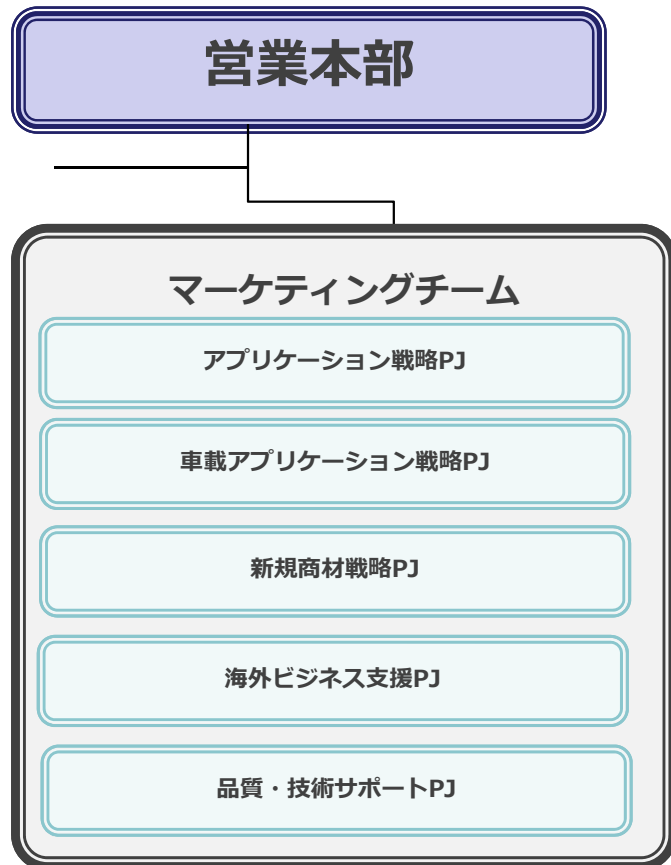 営業本部
マーケティングチーム
アプリケーション戦略PJ
車載アプリケーション戦略PJ
新規商材戦略PJ
海外ビジネス支援PJ
品質・技術サポートPJ